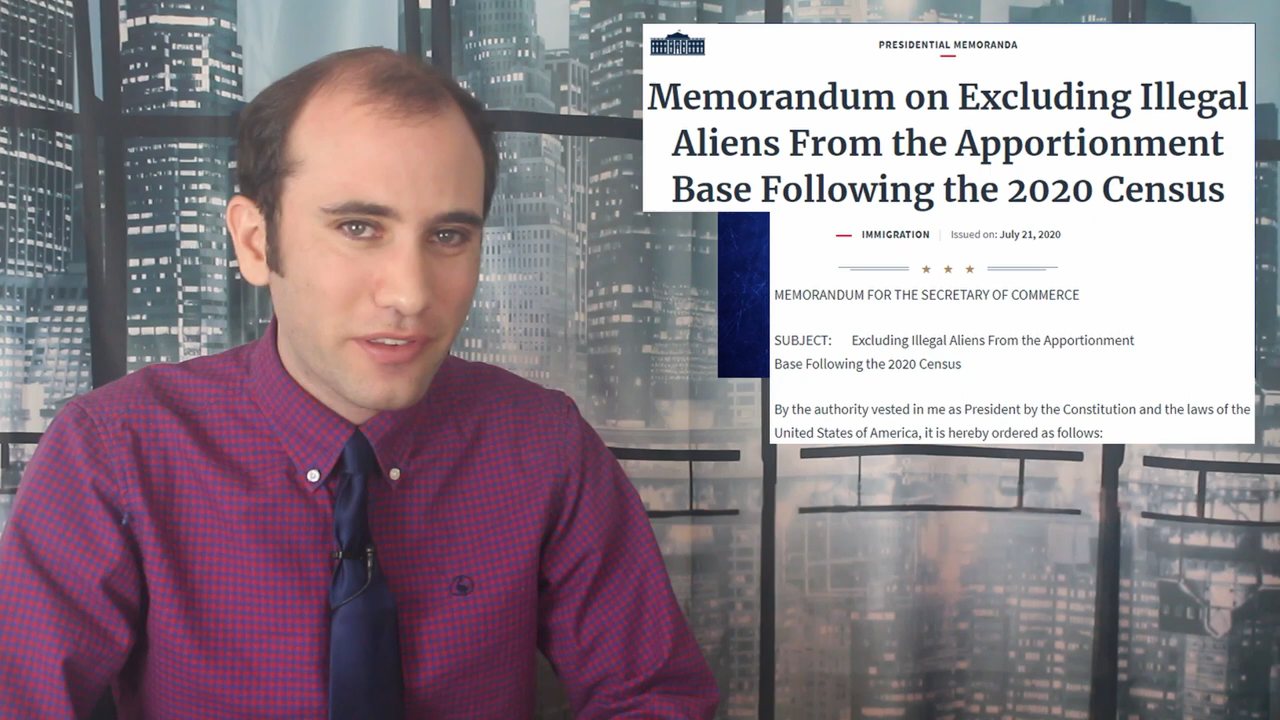 PRESIDENTIAL MEMORANDA
Memorandum on Excluding Illegal
Aliens From the Apportionment
Base Following the 2020 Census
IMMIGRATION | Issued on: July 21, 2020
MEMORANDUM FOR THE SECRETARY OF COMMERCE
SUBJECT: Excluding Illegal Aliens From the Apportionment
Base Following the 2020 Census
By the authority vested in me as President by the Constitution and the laws of the
United States of America, it is hereby ordered as follows: